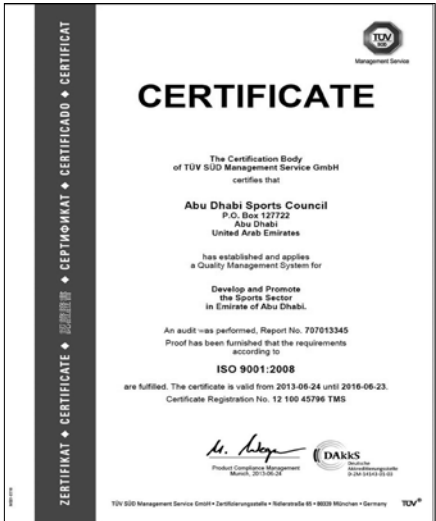 TÜV
SÜD
Management Service
CERTIFICATE
The Certification Body
of TÜV SÜD Management Service GmbH
certifies that
Abu Dhabi Sports Council
P.O. Box 127722
Abu Dhabi
United Arab Emirates
has established and applies
a Quality Management System for
Develop and Promote
the Sports Sector
in Emirate of Abu Dhabi.
An audit was performed, Report No. 707013345
Proof has been furnished that the requirements
according to
ISO 9001:2008
are fulfilled. The certificate is valid from 2013-06-24 until 2016-06-23.
Certificate Registration No. 12 100 45796 TMS
Product Compliance Management
Munich, 2013-06-24
DAkkS
Deutsche
Akkreditierungsstelle
TÜV SÜD Management Service GmbH • Zertifizierungsstelle • Ridlerstraße 65 • 80339 München • Germany
TÜV®
ZERTIFIKAT ◆ CERTIFICATE ◆ ◆ СЕРТИФИКАТ ◆ CERTIFICADO ◆ CERTIFICAT